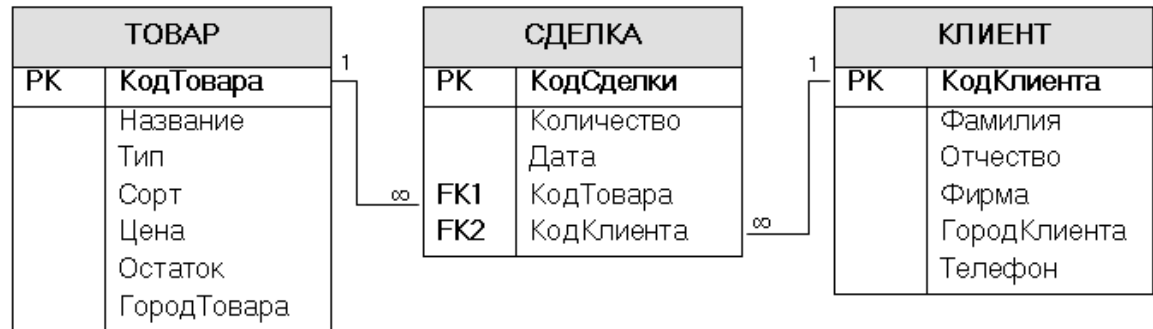 ТОВАР
PK КодТовара
Название
Тип
Сорт
Цена
Остаток
ГородТовара
1
∞
СДЕЛКА
PK КодСделки
Количество
Дата
FK1 КодТовара
FK2 КодКлиента
1
∞
КЛИЕНТ
PK КодКлиента
Фамилия
Отчество
Фирма
ГородКлиента
Телефон